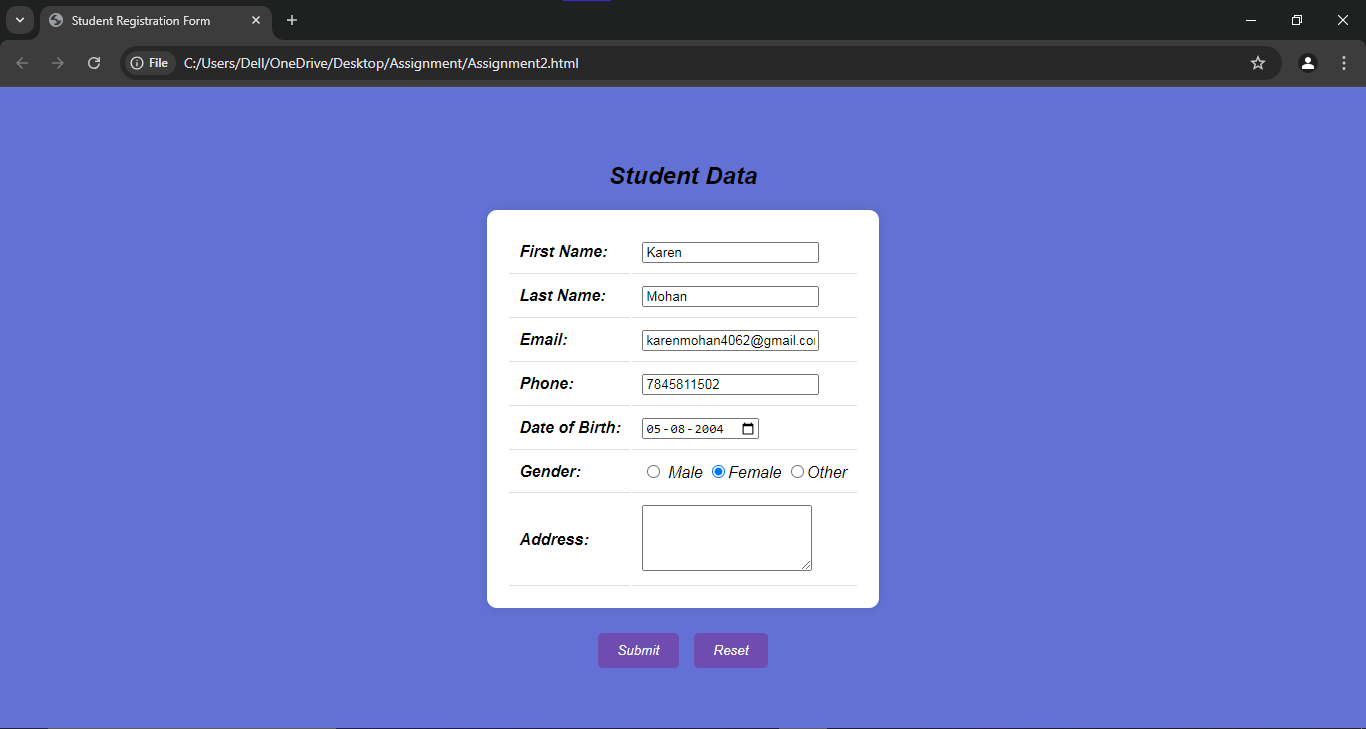 Student Registration Form
File C:/Users/Dell/OneDrive/Desktop/Assignment/Assignment2.html
Student Data
First Name: Karen
Last Name: Mohan
Email: karenmohan4062@gmail.co
Phone: 7845811502
Date of Birth: 05-08-2004
Gender: Male Female Other
Address:
Submit Reset